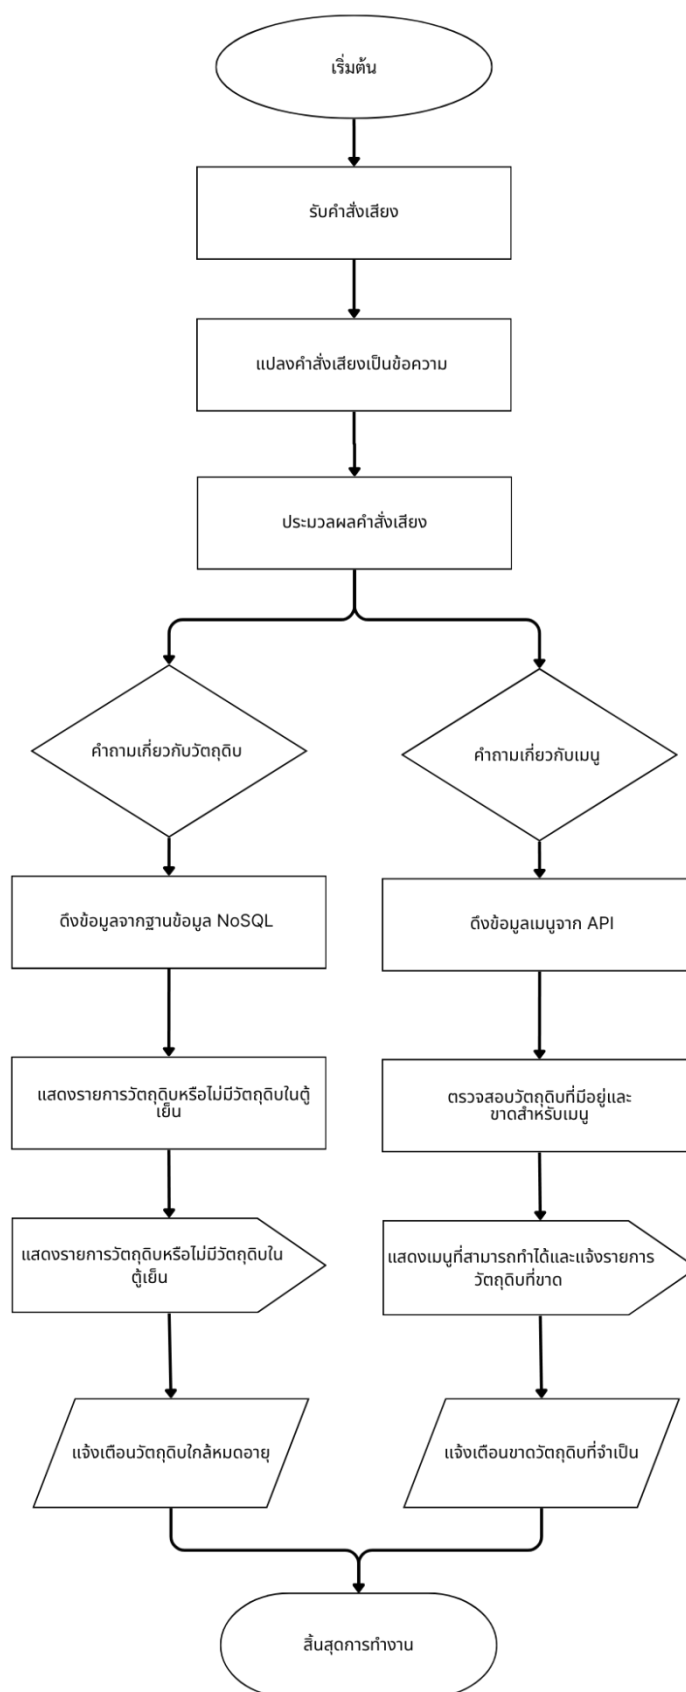 เริ่มต้น
รับคำสั่งเสียง
แปลงคำสั่งเสียงเป็นข้อความ
ประมวลผลคำสั่งเสียง
คำถามเกี่ยวกับวัตถุดิบ
คำถามเกี่ยวกับเมนู
ดึงข้อมูลจากฐานข้อมูล NoSQL
ดึงข้อมูลเมนูจาก API
แสดงรายการวัตถุดิบหรือไม่มีวัตถุดิบในตู้
เย็น
ตรวจสอบวัตถุดิบที่มีอยู่และ
ขาดสำหรับเมนู
แสดงรายการวัตถุดิบหรือไม่มีวัตถุดิบใน
ตู้เย็น
แสดงเมนูที่สามารถทำได้และแจ้งรายการ
วัตถุดิบที่ขาด
แจ้งเตือนวัตถุดิบใกล้หมดอายุ
แจ้งเตือนขาดวัตถุดิบที่จำเป็น
สิ้นสุดการทำงาน